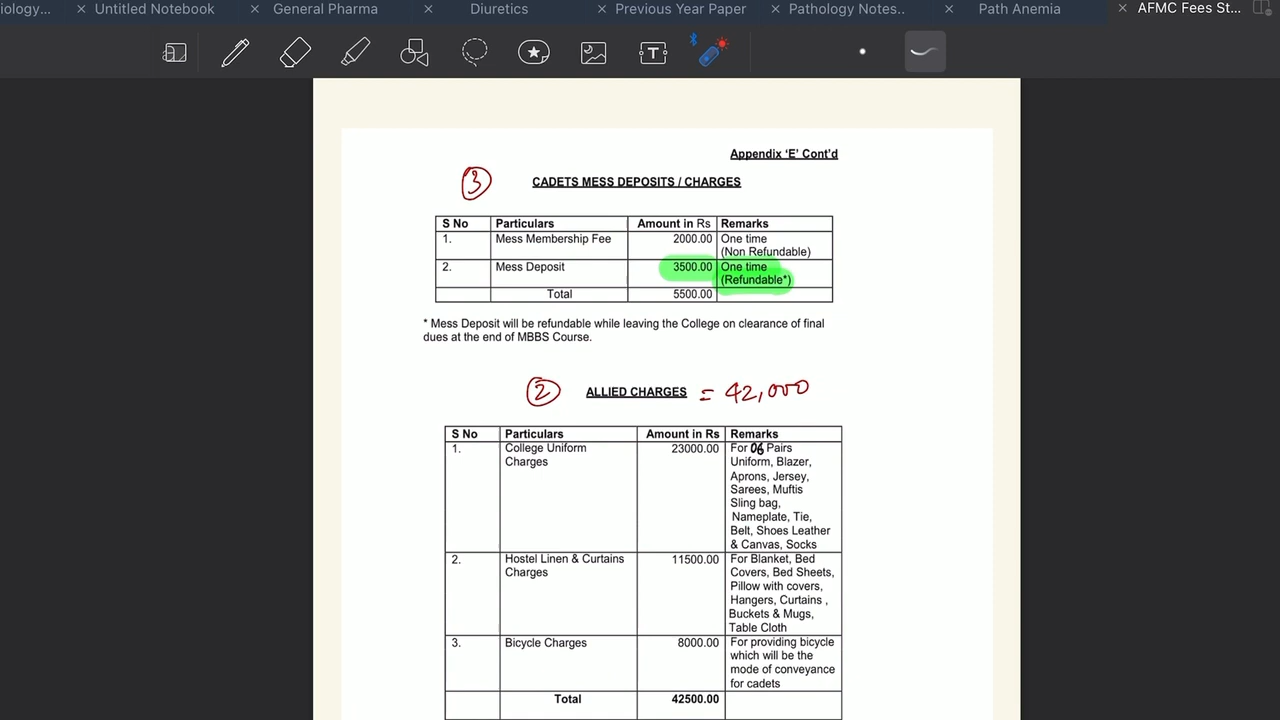 iology...
Untitled Notebook
General Pharma
Diuretics
Previous Year Paper
Pathology Notes..
Path Anemia
AFMC Fees St...
Appendix ‘E’ Cont’d
3 CADETS MESS DEPOSITS / CHARGES
S No Particulars Amount in Rs Remarks
1. Mess Membership Fee 2000.00 One time
(Non Refundable)
2. Mess Deposit 3500.00 One time
(Refundable*)
Total 5500.00
* Mess Deposit will be refundable while leaving the College on clearance of final
dues at the end of MBBS Course.
2 ALLIED CHARGES = 42,000
S No Particulars Amount in Rs Remarks
1. College Uniform 23000.00 For 06 Pairs
Charges Uniform, Blazer,
Aprons, Jersey,
Sarees, Muftis
Sling bag,
Nameplate, Tie,
Belt, Shoes Leather
& Canvas, Socks
2. Hostel Linen & Curtains 11500.00 For Blanket, Bed
Charges Covers, Bed Sheets,
Pillow with covers,
Hangers, Curtains ,
Buckets & Mugs,
Table Cloth
3. Bicycle Charges 8000.00 For providing bicycle
which will be the
mode of conveyance
for cadets
Total 42500.00